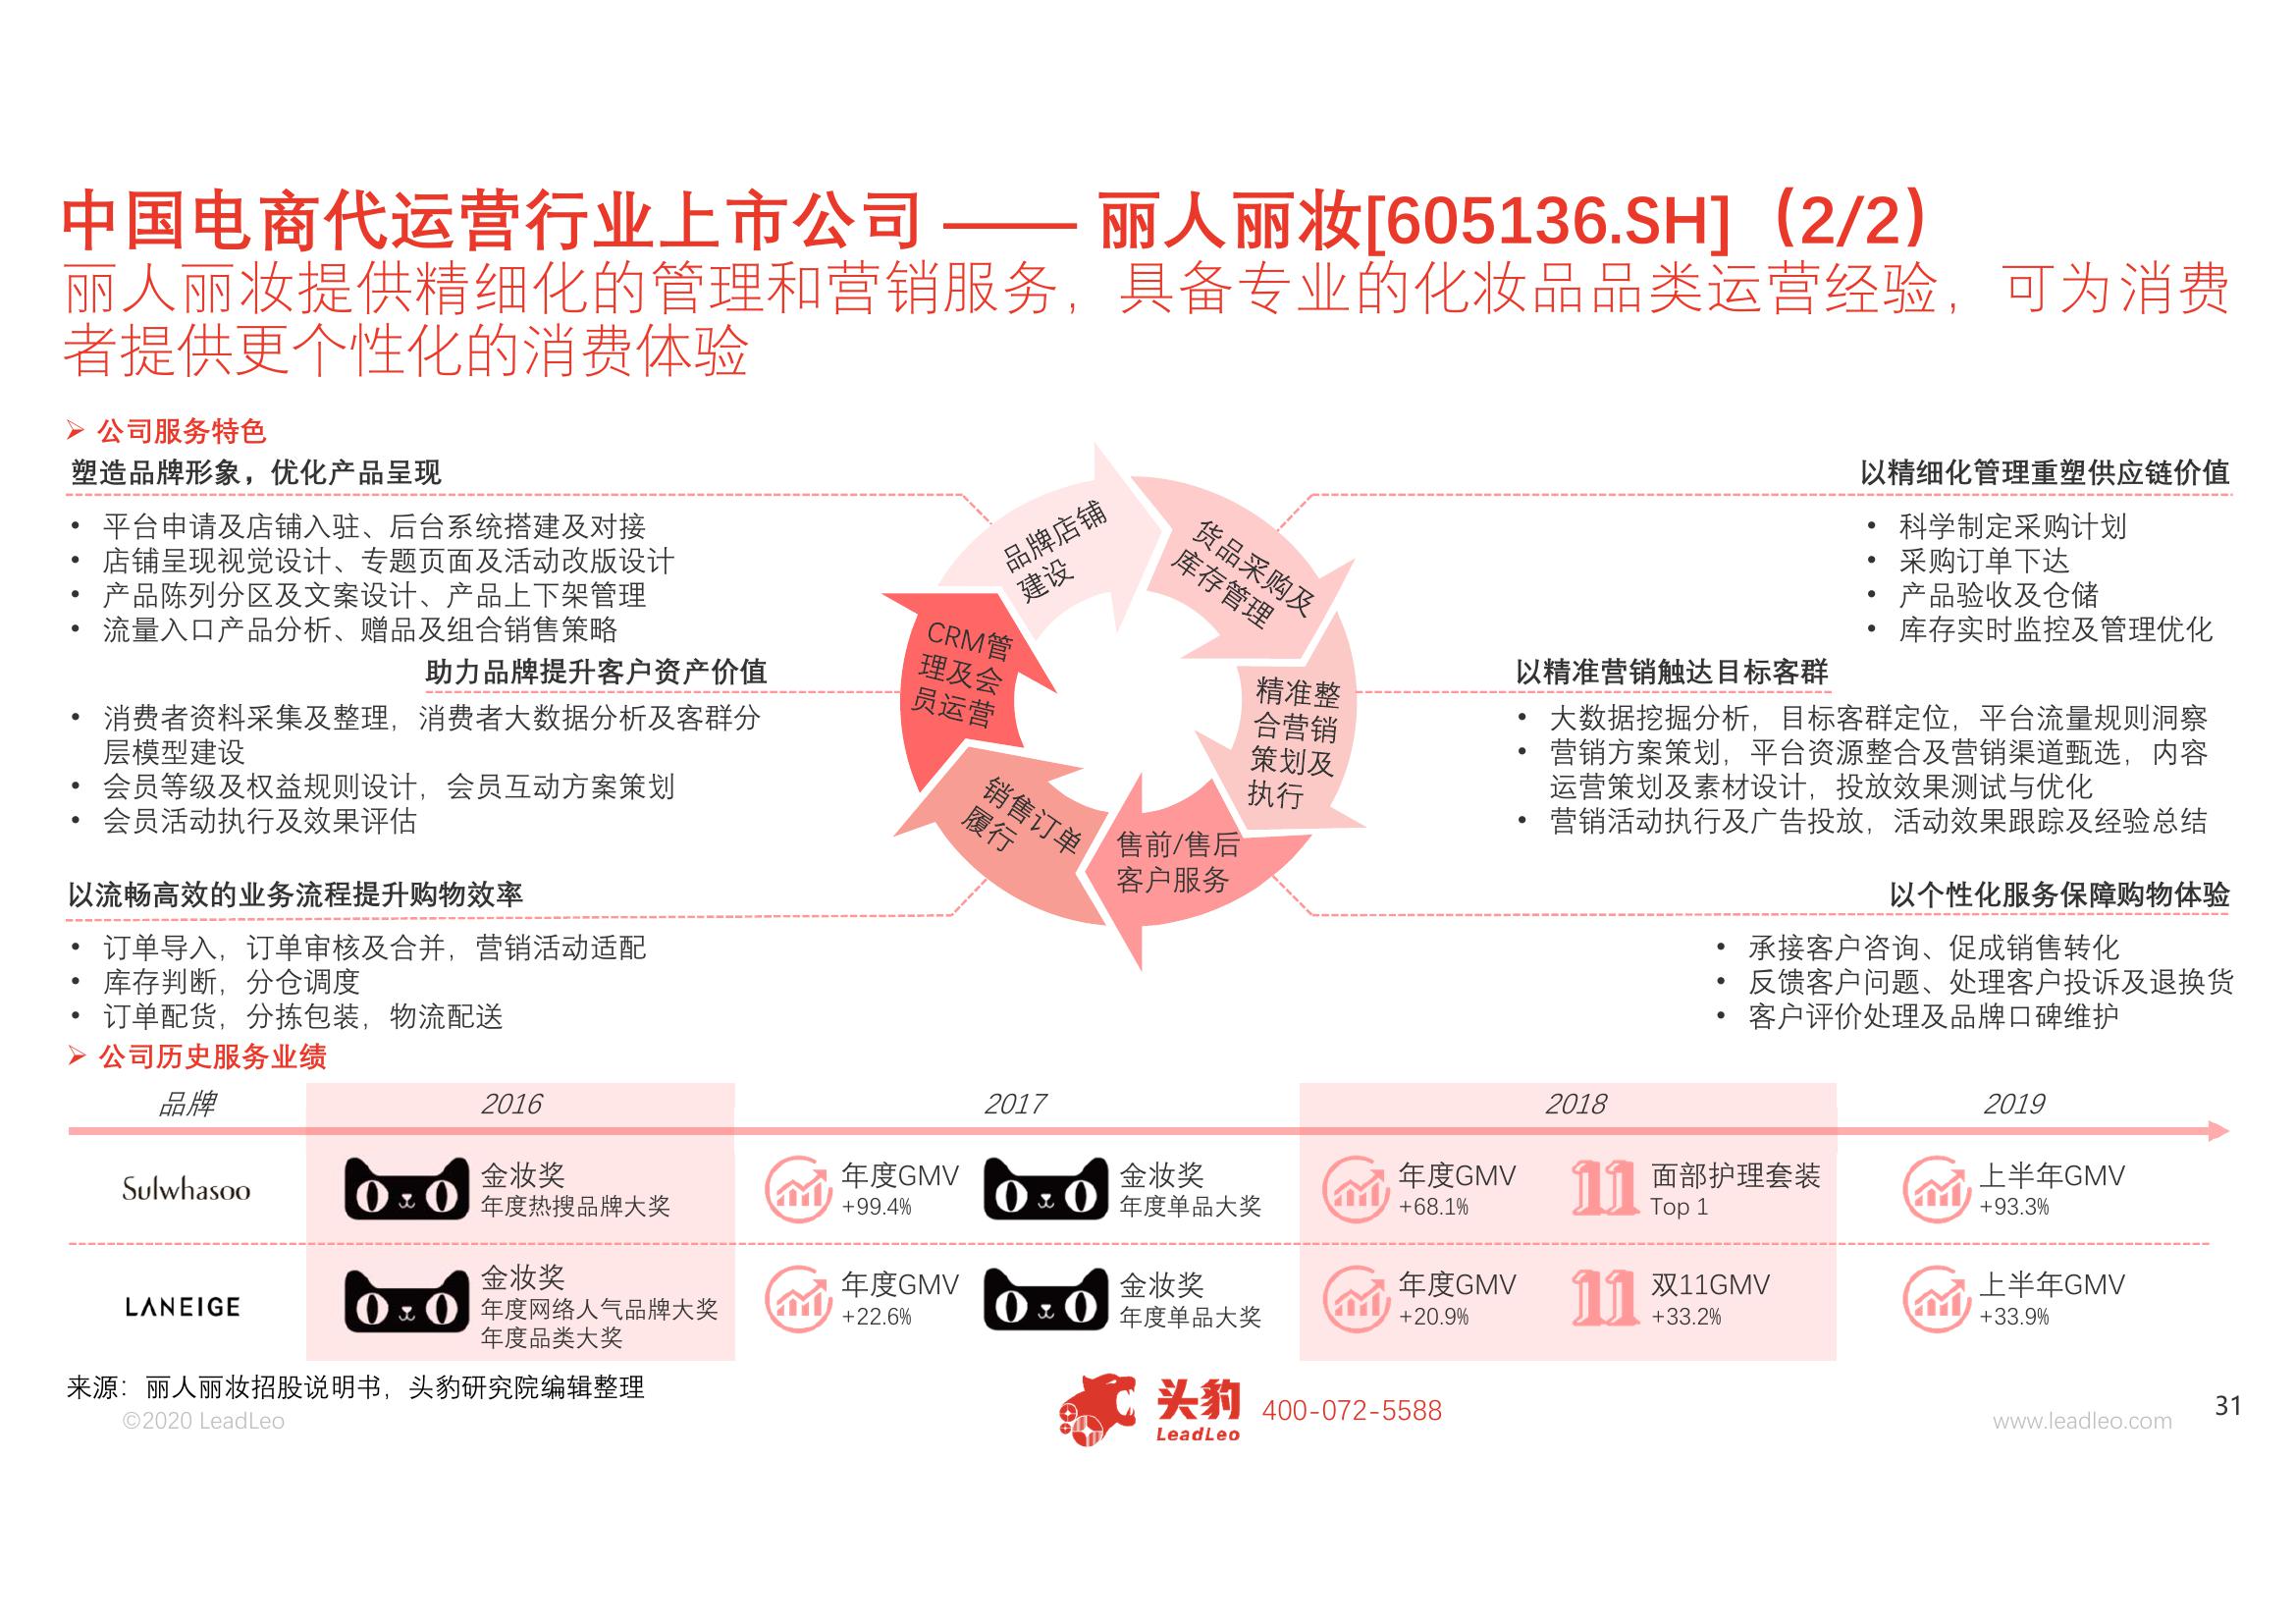 中国电商代运营行业上市公司 —— 丽人丽妆[605136.SH]（2/2）
丽人丽妆提供精细化的管理和营销服务，具备专业的化妆品品类运营经验，可为消费
者提供更个性化的消费体验
➢ 公司服务特色
塑造品牌形象，优化产品呈现
• 平台申请及店铺入驻、后台系统搭建及对接
• 店铺呈现视觉设计、专题页面及活动改版设计
• 产品陈列分区及文案设计、产品上下架管理
• 流量入口产品分析、赠品及组合销售策略
助力品牌提升客户资产价值
• 消费者资料采集及整理，消费者大数据分析及客群分
层模型建设
• 会员等级及权益规则设计，会员互动方案策划
• 会员活动执行及效果评估
以流畅高效的业务流程提升购物效率
• 订单导入，订单审核及合并，营销活动适配
• 库存判断，分仓调度
• 订单配货，分拣包装，物流配送
品牌店铺
建设
货品采购及
库存管理
精准整
合营销
策划及
执行
售前/售后
客户服务
销售订单
履行
CRM管
理及会
员运营
以精细化管理重塑供应链价值
• 科学制定采购计划
• 采购订单下达
• 产品验收及仓储
• 库存实时监控及管理优化
以精准营销触达目标客群
• 大数据挖掘分析，目标客群定位，平台流量规则洞察
• 营销方案策划，平台资源整合及营销渠道甄选，内容
运营策划及素材设计，投放效果测试与优化
• 营销活动执行及广告投放，活动效果跟踪及经验总结
以个性化服务保障购物体验
• 承接客户咨询、促成销售转化
• 反馈客户问题、处理客户投诉及退换货
• 客户评价处理及品牌口碑维护
➢ 公司历史服务业绩
品牌 2016 2017 2018 2019
Sulwhasoo
金妆奖
年度热搜品牌大奖
年度GMV
+99.4%
金妆奖
年度单品大奖
年度GMV
+68.1%
11
面部护理套装
Top 1
上半年GMV
+93.3%
LANEIGE
金妆奖
年度网络人气品牌大奖
年度品类大奖
年度GMV
+22.6%
金妆奖
年度单品大奖
年度GMV
+20.9%
11
双11GMV
+33.2%
上半年GMV
+33.9%
来源：丽人丽妆招股说明书，头豹研究院编辑整理
©2020 LeadLeo
头豹
LeadLeo
400-072-5588
www.leadleo.com
31